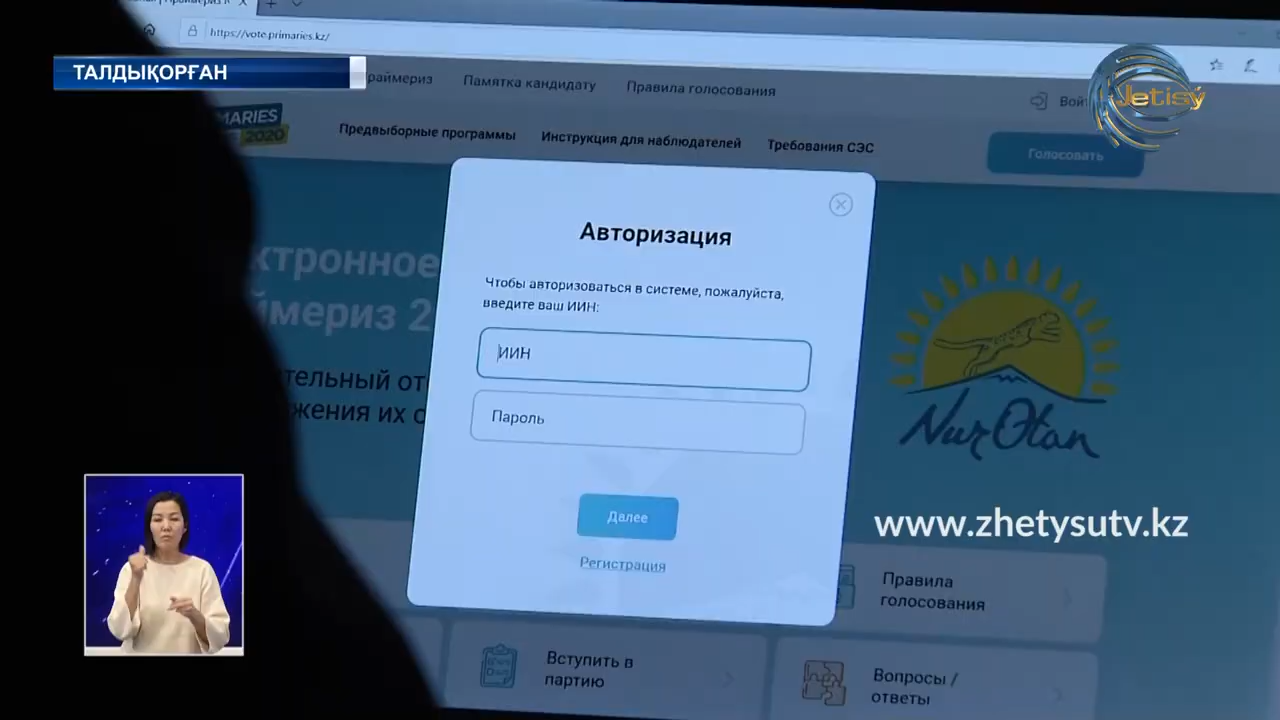 https://vote.primaries.kz/
ТАЛДЫҚОРҒАН
Jetisý
Памятка кандидату
Правила голосования
2020
Предвыборные программы
Инструкция для наблюдателей
Требования СЭС
Голосовать
Авторизация
Чтобы авторизоваться в системе, пожалуйста,
введите ваш ИИН:
ИИН
Пароль
Далее
Регистрация
Nur Otan
www.zhetysutv.kz
Правила
голосования
Вступить в
партию
Вопросы /
ответы